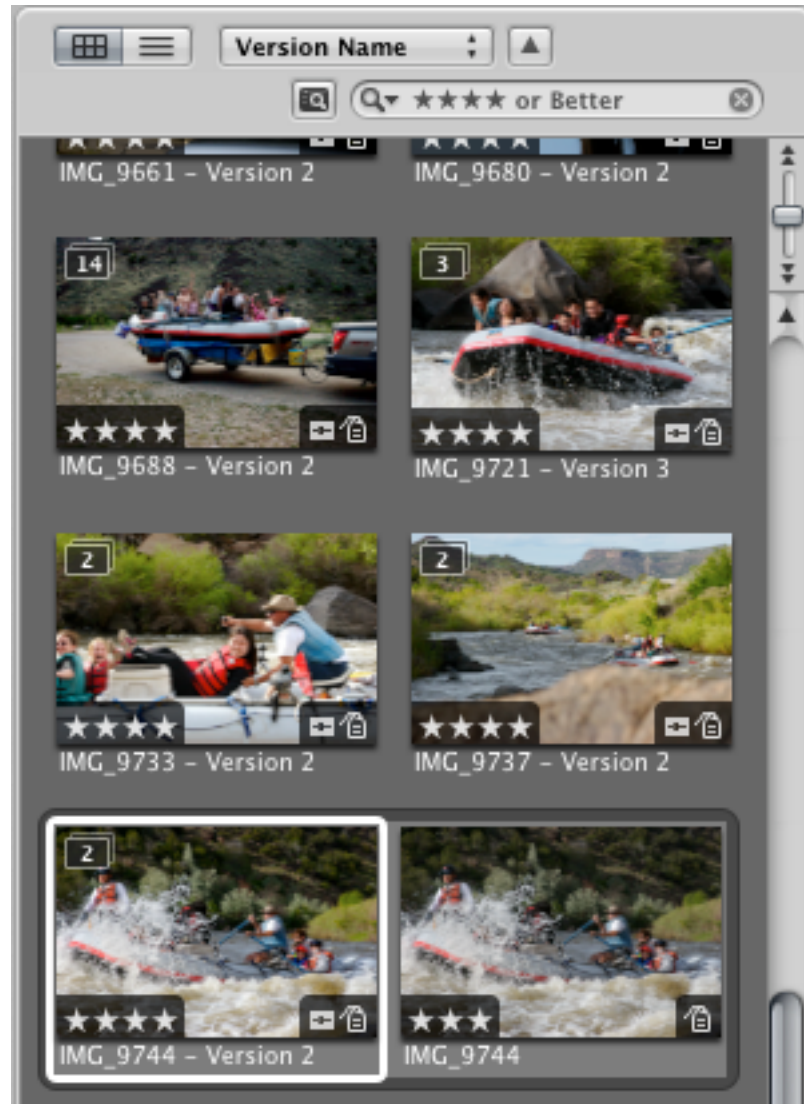 Version Name
★★★★ or Better
★★★★ ★★★★
IMG_9661 – Version 2 IMG_9680 – Version 2
14 3
★★★★ ★★★★
IMG_9688 – Version 2 IMG_9721 – Version 3
2 2
★★★★ ★★★★
IMG_9733 – Version 2 IMG_9737 – Version 2
2
★★★★ ★★★
IMG_9744 – Version 2 IMG_9744